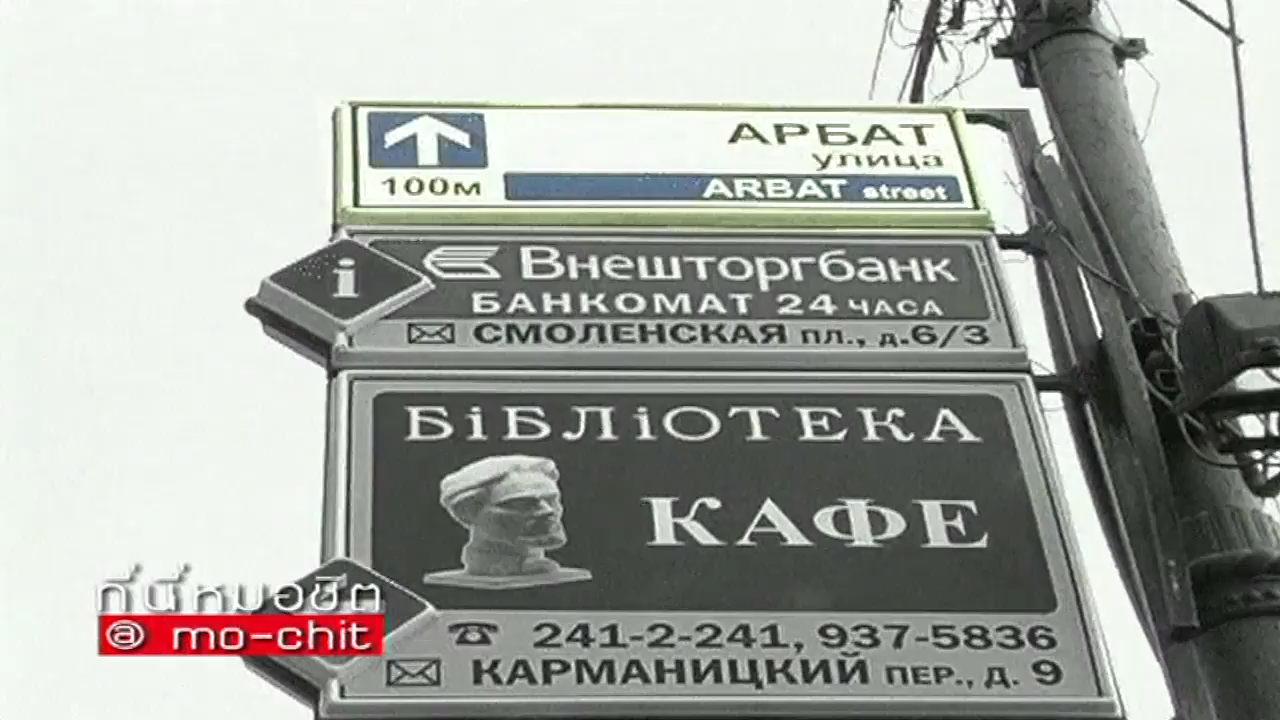 АРБАТ
улица
100м
ARBAT street
i
Внешторгбанк
БАНКОМАТ 24 ЧАСА
СМОЛЕНСКАЯ ПЛ., Д.6/3
БіБЛіОТЕКА
КАФЕ
241-2-241, 937-5836
КАРМАНИЦКИЙ ПЕР., Д. 9
ที่นี่หมอชิต
@ mo-chit